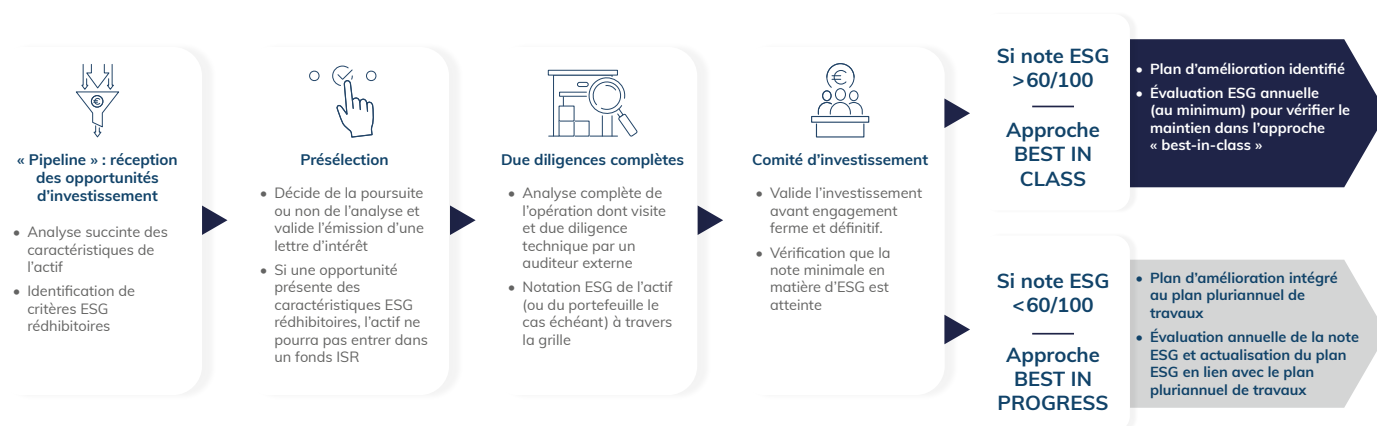 « Pipeline » : réception
des opportunités
d’investissement
• Analyse succinte des
caractéristiques de
l’actif
• Identification de
critères ESG
rédhibitoires
Présélection
• Décide de la poursuite
ou non de l’analyse et
valide l’émission d’une
lettre d’intérêt
• Si une opportunité
présente des
caractéristiques ESG
rédhibitoires, l’actif ne
pourra pas entrer dans
un fonds ISR
Due diligences complètes
• Analyse complète de
l’opération dont visite
et due diligence
technique par un
auditeur externe
• Notation ESG de l’actif
(ou du portefeuille le
cas échéant) à travers
la grille
Comité d’investissement
• Valide l’investissement
avant engagement
ferme et définitif.
• Vérification que la
note minimale en
matière d’ESG est
atteinte
Si note ESG
>60/100
Approche
BEST IN
CLASS
• Plan d’amélioration identifié
• Évaluation ESG annuelle
(au minimum) pour vérifier le
maintien dans l’approche
« best-in-class »
Si note ESG
<60/100
Approche
BEST IN
PROGRESS
• Plan d’amélioration intégré
au plan pluriannuel de
travaux
• Évaluation annuelle de la note
ESG et actualisation du plan
ESG en lien avec le plan
pluriannuel de travaux